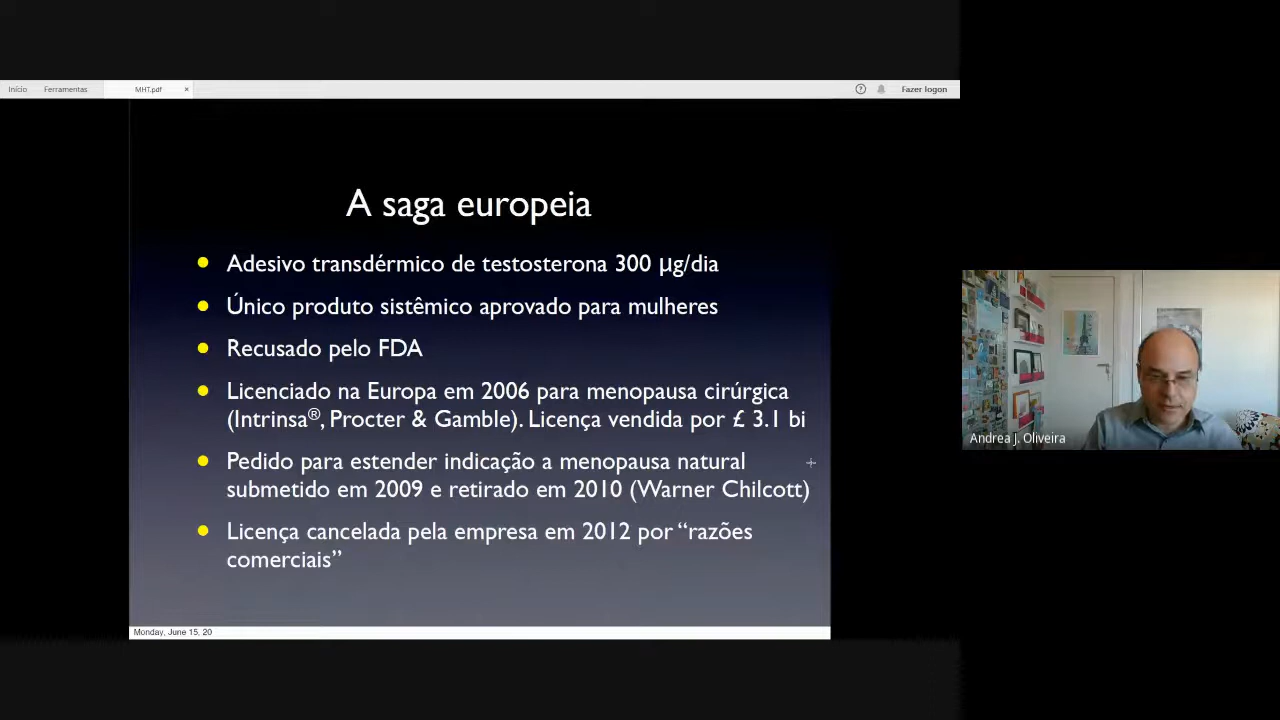 Início Ferramentas MHT.pdf × ? Fazer logon
A saga europeia
Adesivo transdérmico de testosterona 300 µg/dia
Único produto sistêmico aprovado para mulheres
Recusado pelo FDA
Licenciado na Europa em 2006 para menopausa cirúrgica
(Intrinsa®, Procter & Gamble). Licença vendida por £ 3.1 bi
Pedido para estender indicação a menopausa natural
submetido em 2009 e retirado em 2010 (Warner Chilcott)
Licença cancelada pela empresa em 2012 por “razões
comerciais”
Monday, June 15, 20
Andrea J. Oliveira